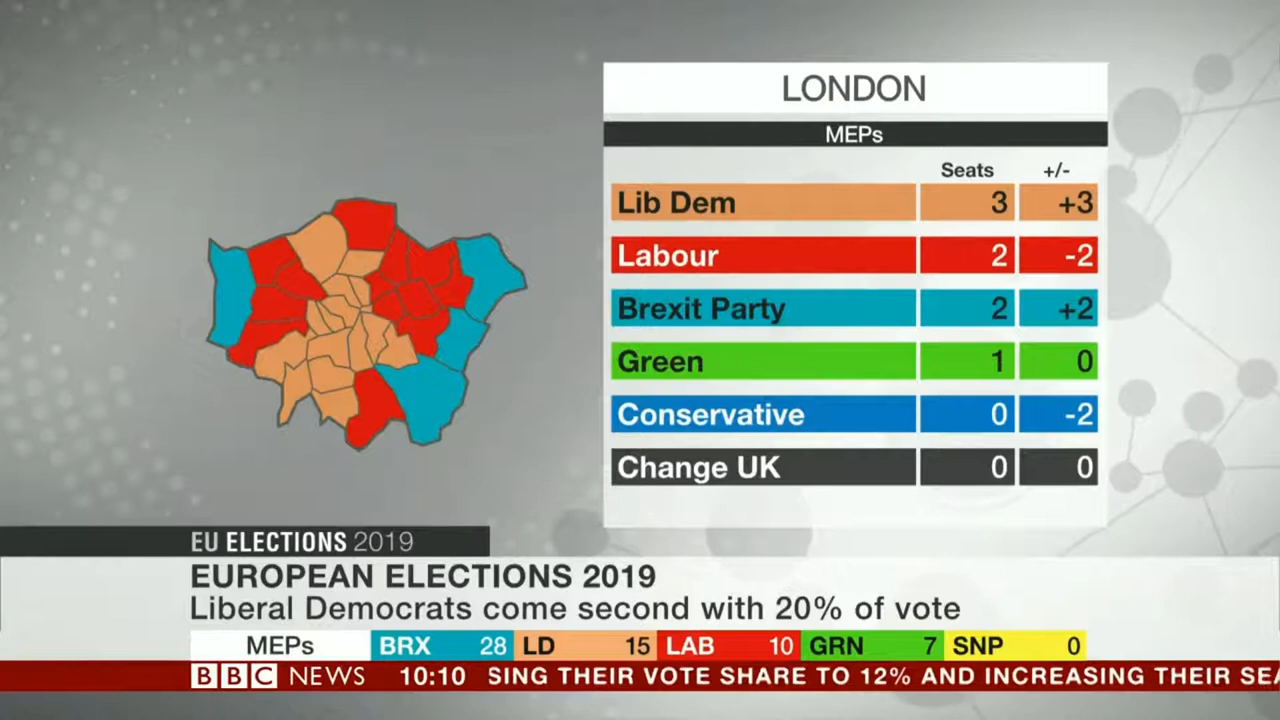 LONDON
MEPs
Seats +/-
Lib Dem 3 +3
Labour 2 -2
Brexit Party 2 +2
Green 1 0
Conservative 0 -2
Change UK 0 0
EU ELECTIONS 2019
EUROPEAN ELECTIONS 2019
Liberal Democrats come second with 20% of vote
MEPs BRX 28 LD 15 LAB 10 GRN 7 SNP 0
BBC NEWS 10:10 SING THEIR VOTE SHARE TO 12% AND INCREASING THEIR SEA